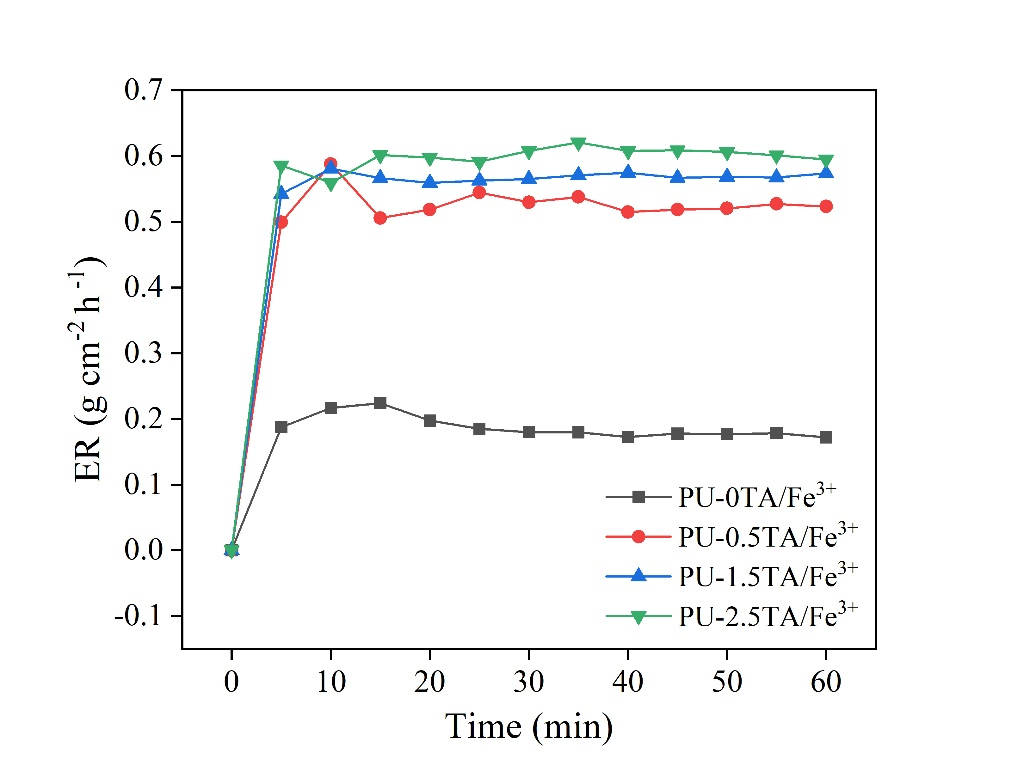 0.7
0.6
0.5
0.4
0.3
0.2
0.1
0.0
-0.1
ER (g cm⁻² h⁻¹)
PU-0TA/Fe³⁺
PU-0.5TA/Fe³⁺
PU-1.5TA/Fe³⁺
PU-2.5TA/Fe³⁺
0 10 20 30 40 50 60
Time (min)